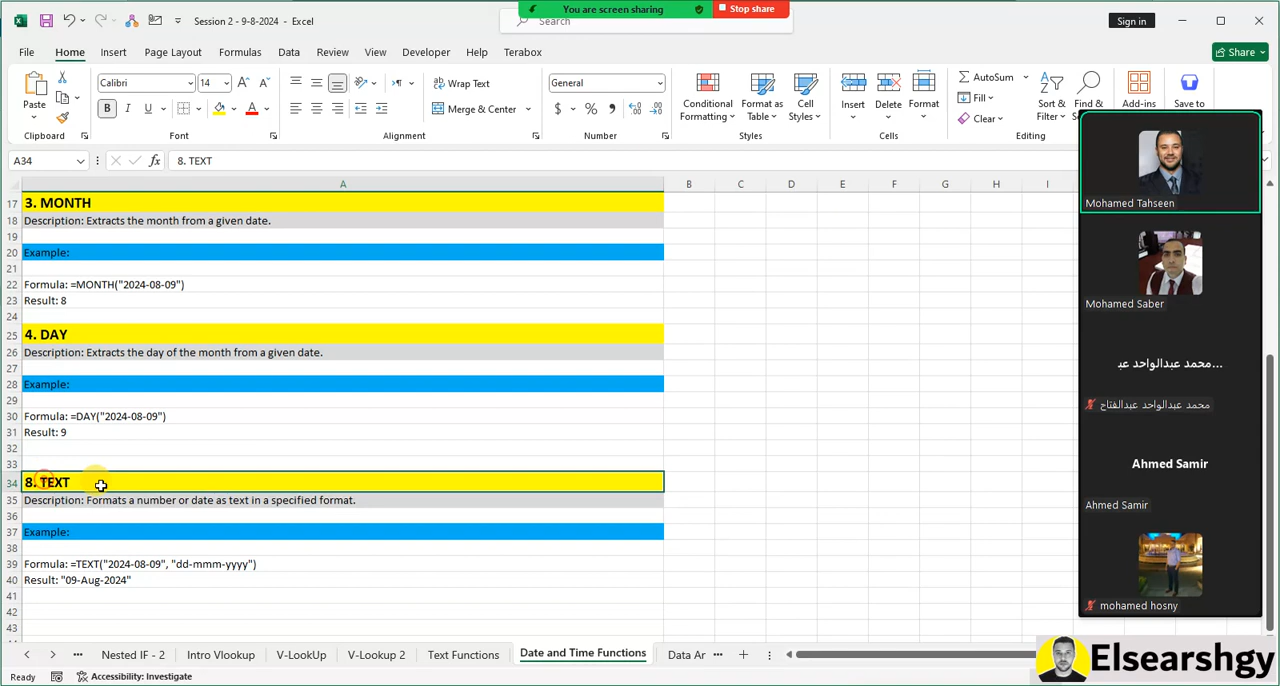 Session 2 - 9-8-2024 - Excel
You are screen sharing
Stop share
Search
Sign in
File Home Insert Page Layout Formulas Data Review View Developer Help Terabox
Share
Paste
Calibri 14
B I U
Wrap Text
Merge & Center
General
$ % ,
Conditional Formatting
Format as Table
Cell Styles
Insert
Delete
Format
AutoSum
Fill
Clear
Sort & Filter
Find &
Add-ins
Save to
Clipboard Font Alignment Number Styles Cells Editing
A34 fx 8. TEXT
A B C D E F G H I
17 3. MONTH
18 Description: Extracts the month from a given date.
19
20 Example:
21
22 Formula: =MONTH("2024-08-09")
23 Result: 8
24
25 4. DAY
26 Description: Extracts the day of the month from a given date.
27
28 Example:
29
30 Formula: =DAY("2024-08-09")
31 Result: 9
32
33
34 8. TEXT
35 Description: Formats a number or date as text in a specified format.
36
37 Example:
38
39 Formula: =TEXT("2024-08-09", "dd-mmm-yyyy")
40 Result: "09-Aug-2024"
41
42
43
Mohamed Tahseen
Mohamed Saber
محمد عبدالواحد عبـ...
محمد عبدالواحد عبدالفتاح
Ahmed Samir
Ahmed Samir
mohamed hosny
Nested IF - 2 Intro Vlookup V-LookUp V-LookUp 2 Text Functions Date and Time Functions Data Ar
Ready Accessibility: Investigate
Elsearshgy